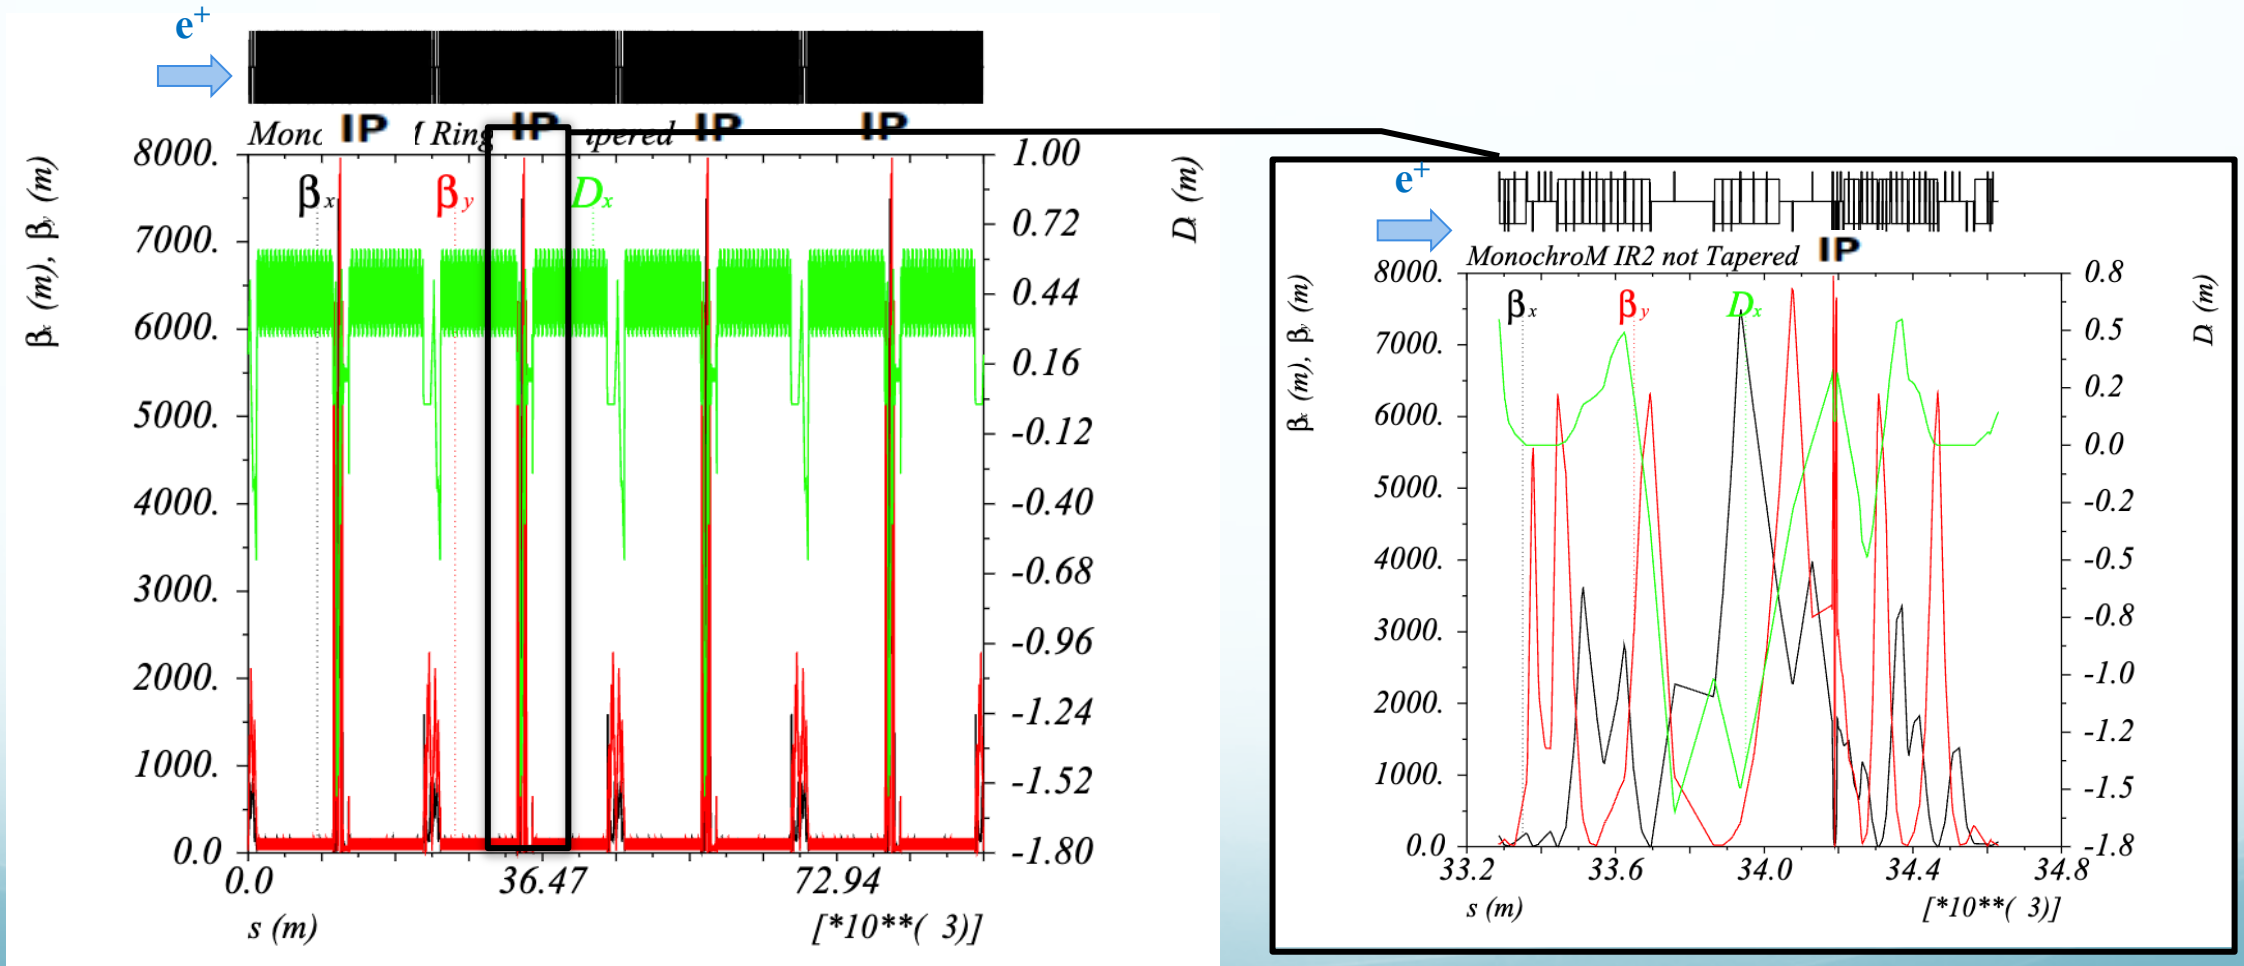 e+
IP IP IP IP
Ring
8000.
7000.
6000.
5000.
4000.
3000.
2000.
1000.
0.0
βx (m), βy (m)
βx βy Dx
1.00
0.72
0.44
0.16
-0.12
-0.40
-0.68
-0.96
-1.24
-1.52
-1.80
Dx (m)
0.0 36.47 72.94
s (m) [*10**( 3)]
e+
IP
MonochroM IR2 not Tapered
8000.
7000.
6000.
5000.
4000.
3000.
2000.
1000.
0.0
βx (m), βy (m)
βx βy Dx
0.8
0.5
0.2
0.0
-0.2
-0.5
-0.8
-1.0
-1.2
-1.5
-1.8
Dx (m)
33.2 33.6 34.0 34.4 34.8
s (m) [*10**( 3)]